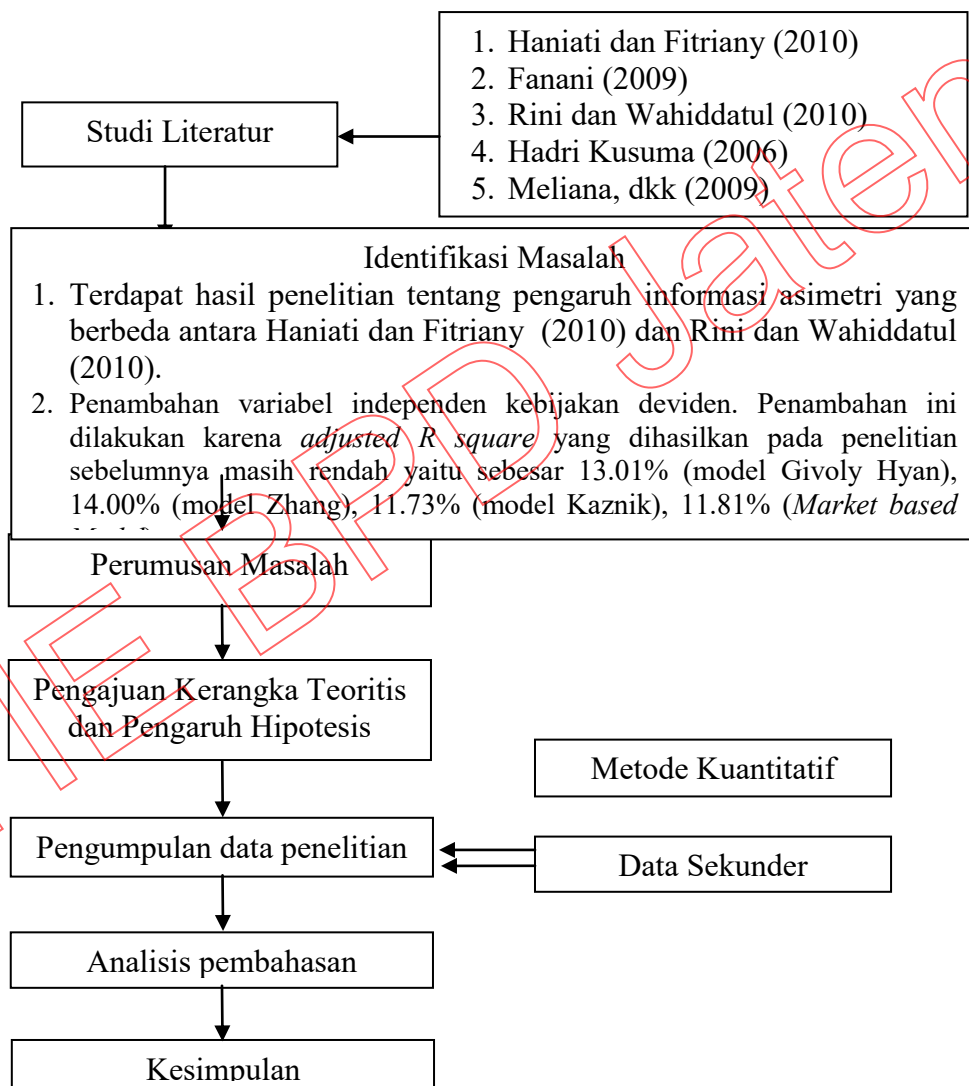 1. Haniati dan Fitriany (2010)
2. Fanani (2009)
3. Rini dan Wahiddatul (2010)
4. Hadri Kusuma (2006)
5. Meliana, dkk (2009)
Studi Literatur
Identifikasi Masalah
1. Terdapat hasil penelitian tentang pengaruh informasi asimetri yang
berbeda antara Haniati dan Fitriany (2010) dan Rini dan Wahiddatul
(2010).
2. Penambahan variabel independen kebijakan deviden. Penambahan ini
dilakukan karena adjusted R square yang dihasilkan pada penelitian
sebelumnya masih rendah yaitu sebesar 13.01% (model Givoly Hyan),
14.00% (model Zhang), 11.73% (model Kaznik), 11.81% (Market based
Perumusan Masalah
Pengajuan Kerangka Teoritis
dan Pengaruh Hipotesis
Metode Kuantitatif
Pengumpulan data penelitian
Data Sekunder
Analisis pembahasan
Kesimpulan
IE BPD Jaten